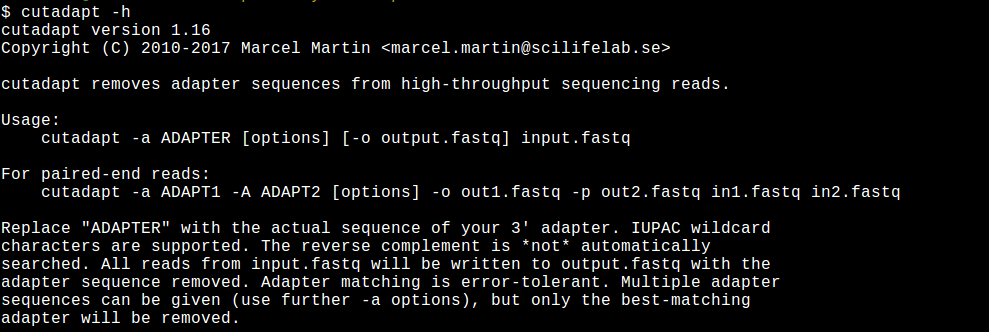 $ cutadapt -h
cutadapt version 1.16
Copyright (C) 2010-2017 Marcel Martin <marcel.martin@scilifelab.se>
cutadapt removes adapter sequences from high-throughput sequencing reads.
Usage:
cutadapt -a ADAPTER [options] [-o output.fastq] input.fastq
For paired-end reads:
cutadapt -a ADAPT1 -A ADAPT2 [options] -o out1.fastq -p out2.fastq in1.fastq in2.fastq
Replace "ADAPTER" with the actual sequence of your 3' adapter. IUPAC wildcard
characters are supported. The reverse complement is *not* automatically
searched. All reads from input.fastq will be written to output.fastq with the
adapter sequence removed. Adapter matching is error-tolerant. Multiple adapter
sequences can be given (use further -a options), but only the best-matching
adapter will be removed.